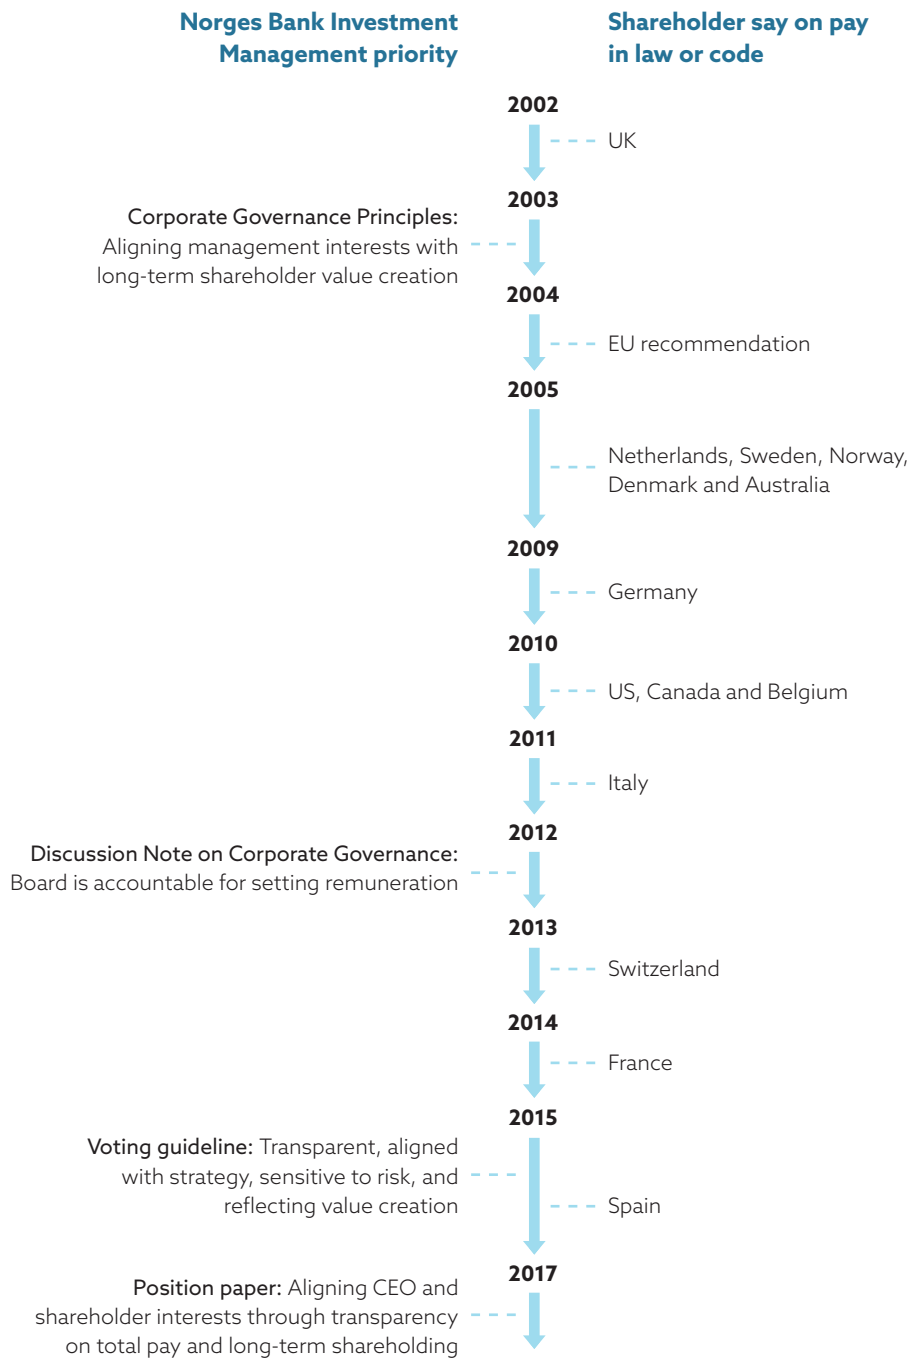 Norges Bank Investment
Management priority
Shareholder say on pay
in law or code
2002
UK
2003
Corporate Governance Principles:
Aligning management interests with
long-term shareholder value creation
2004
EU recommendation
2005
Netherlands, Sweden, Norway,
Denmark and Australia
2009
Germany
2010
US, Canada and Belgium
2011
Italy
2012
Discussion Note on Corporate Governance:
Board is accountable for setting remuneration
2013
Switzerland
2014
France
2015
Voting guideline: Transparent, aligned
with strategy, sensitive to risk, and
reflecting value creation
Spain
2017
Position paper: Aligning CEO and
shareholder interests through transparency
on total pay and long-term shareholding